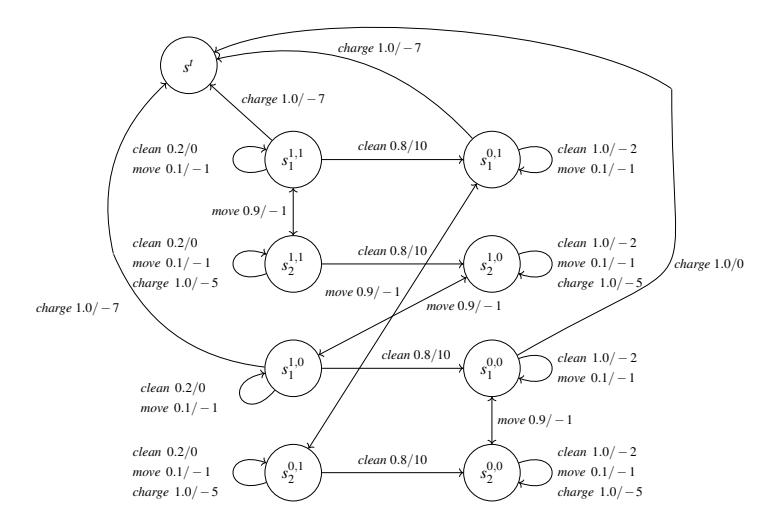 charge 1.0/−7
s^t
charge 1.0/−7
clean 0.2/0
move 0.1/−1
s_1^{1,1}
clean 0.8/10
s_1^{0,1}
clean 1.0/−2
move 0.1/−1
move 0.9/−1
clean 0.2/0
move 0.1/−1
charge 1.0/−5
s_2^{1,1}
clean 0.8/10
s_2^{1,0}
clean 1.0/−2
move 0.1/−1
charge 1.0/−5
charge 1.0/0
move 0.9/−1
move 0.9/−1
charge 1.0/−7
clean 0.2/0
move 0.1/−1
s_1^{1,0}
clean 0.8/10
s_1^{0,0}
clean 1.0/−2
move 0.1/−1
move 0.9/−1
clean 0.2/0
move 0.1/−1
charge 1.0/−5
s_2^{0,1}
clean 0.8/10
s_2^{0,0}
clean 1.0/−2
move 0.1/−1
charge 1.0/−5